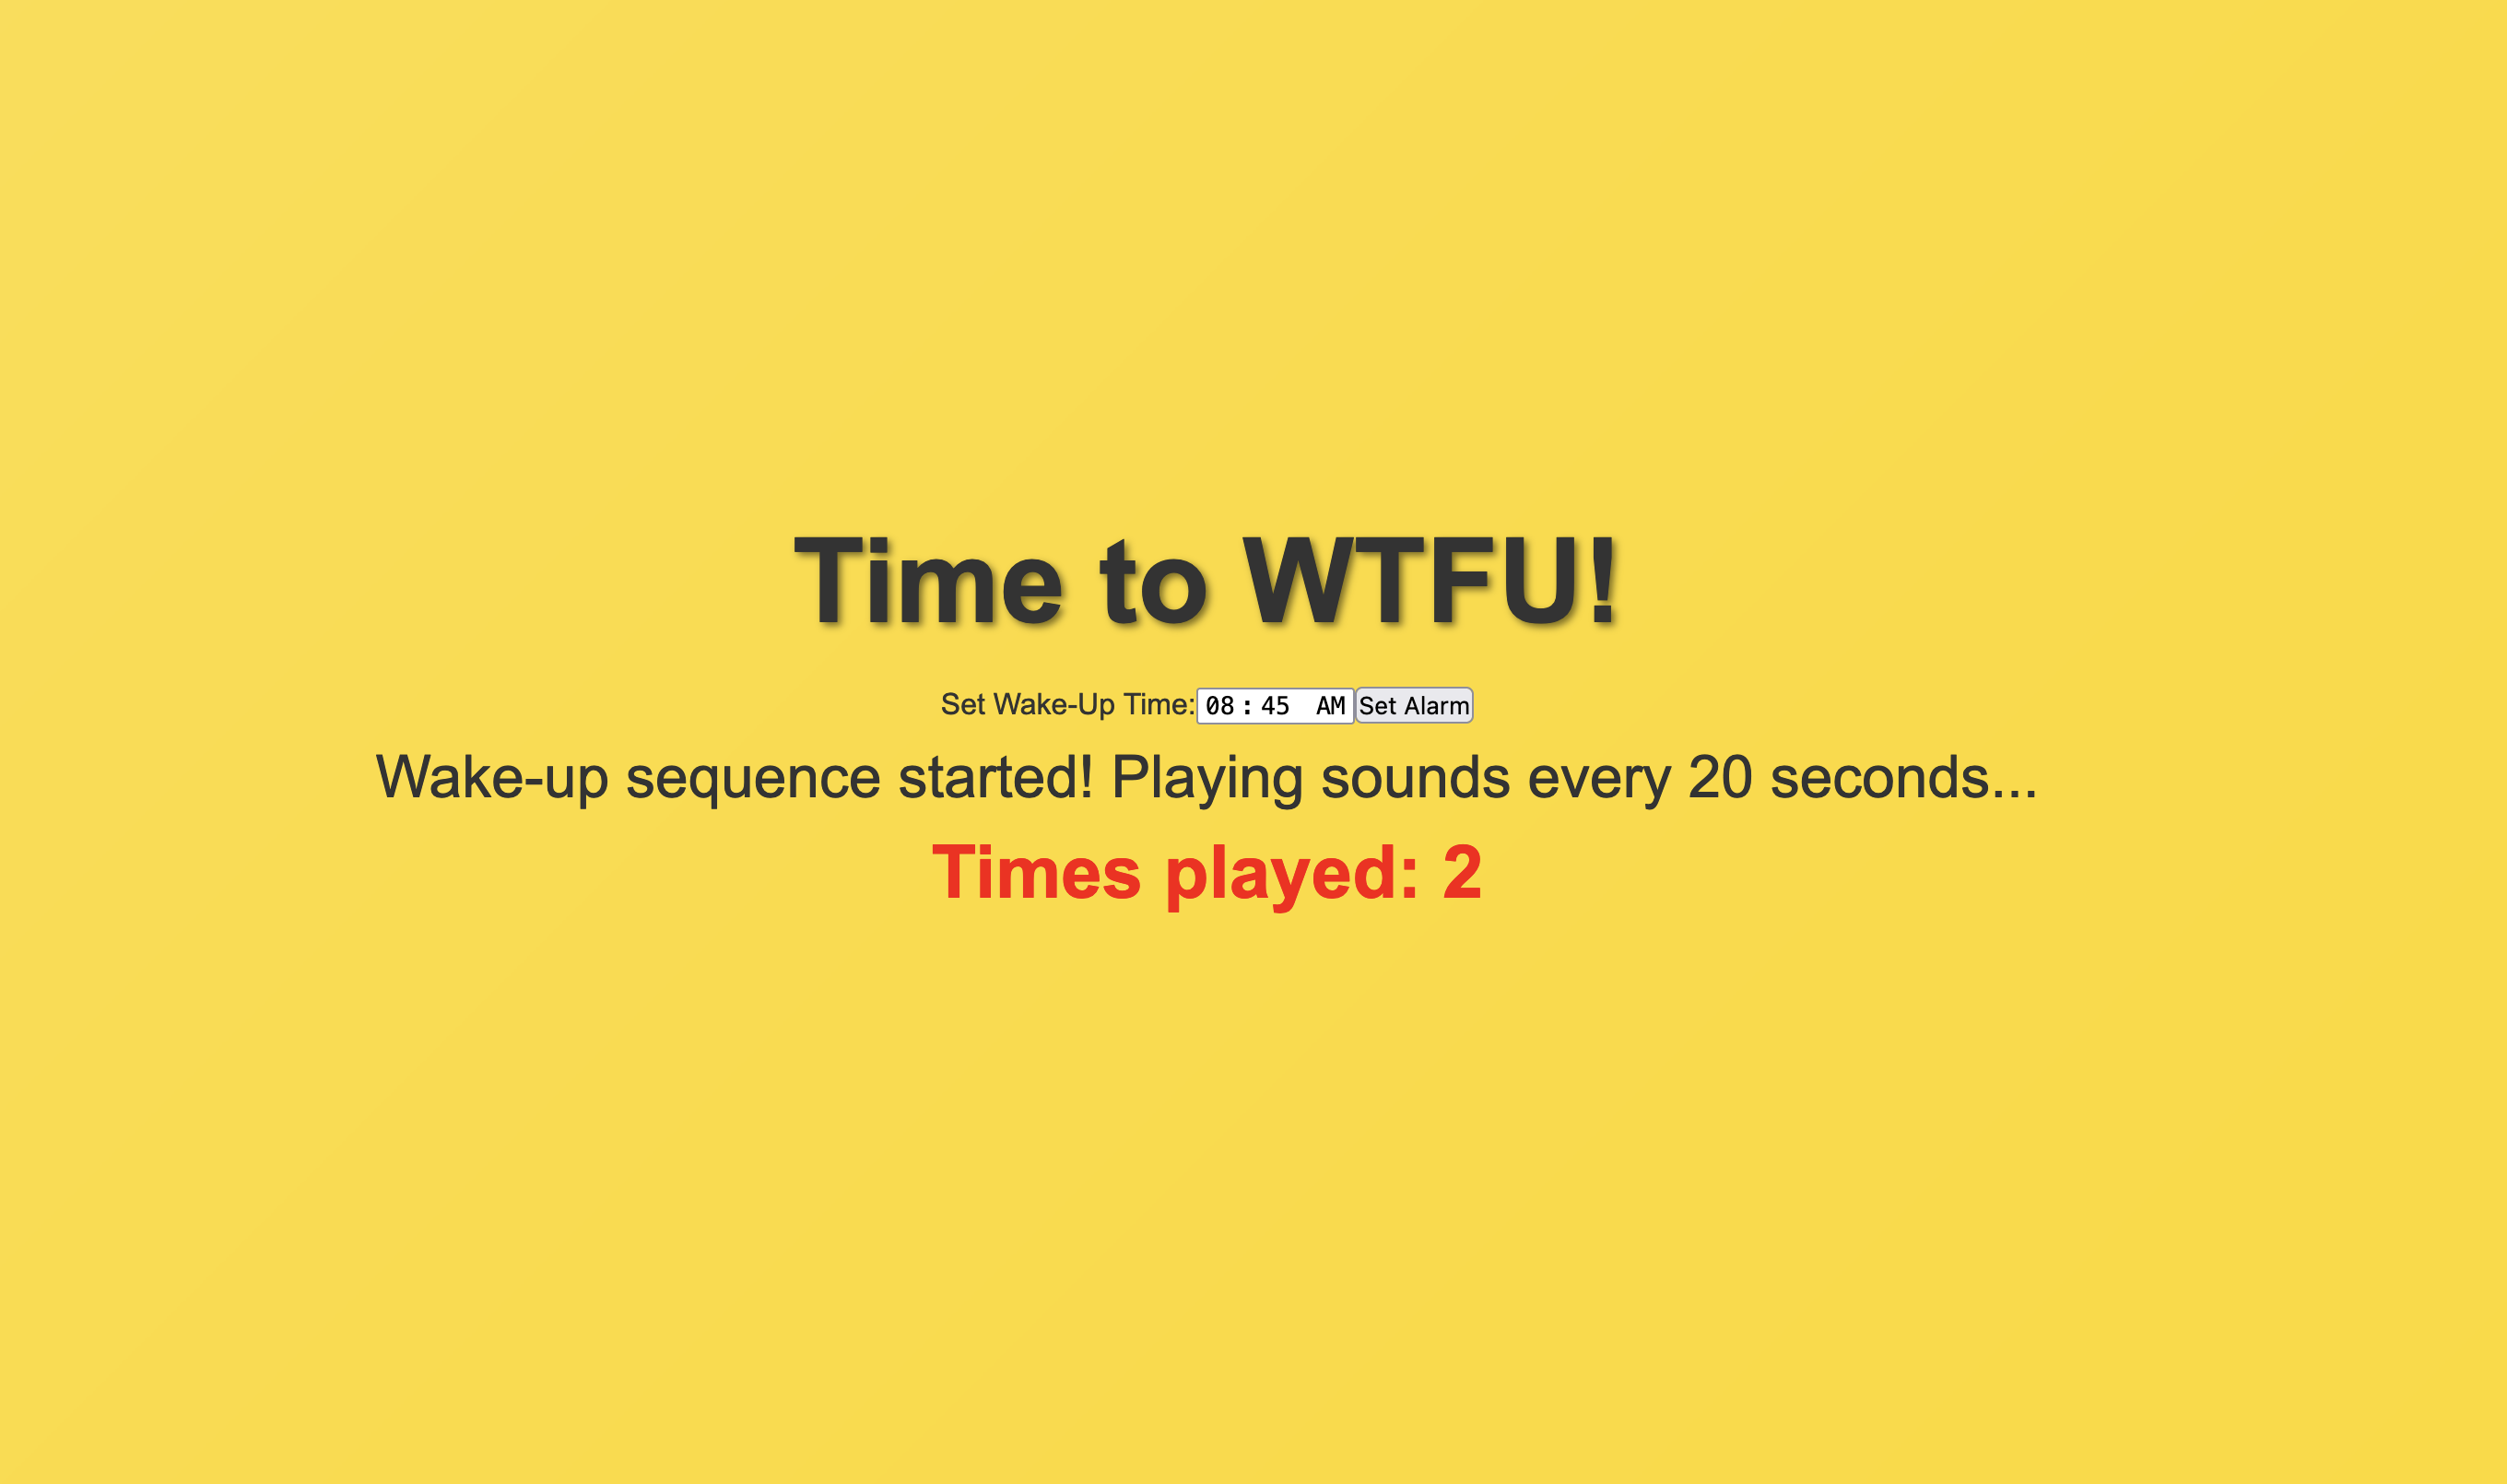 Time to WTFU!
Set Wake-Up Time: 08:45 AM Set Alarm
Wake-up sequence started! Playing sounds every 20 seconds...
Times played: 2